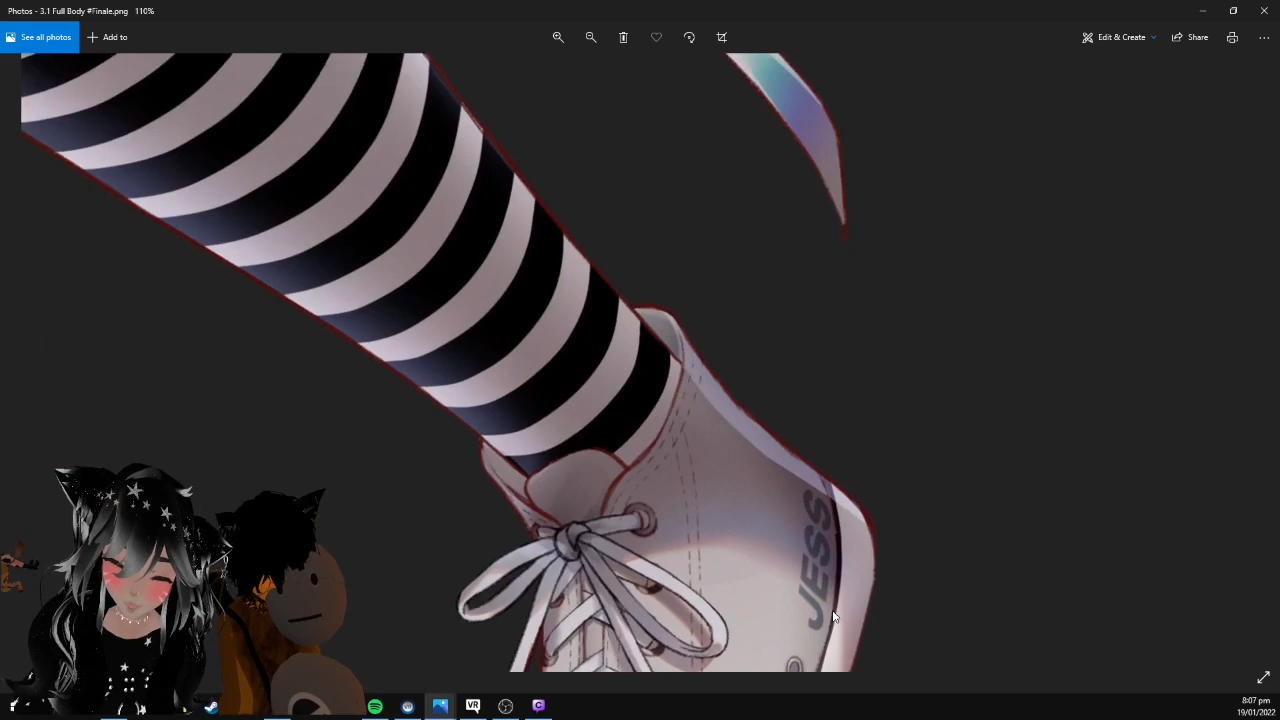 Photos - 3.1 Full Body #Finale.png   110%
See all photos
Add to
Edit & Create
Share
JESS
VR
C
8:07 pm
19/01/2022